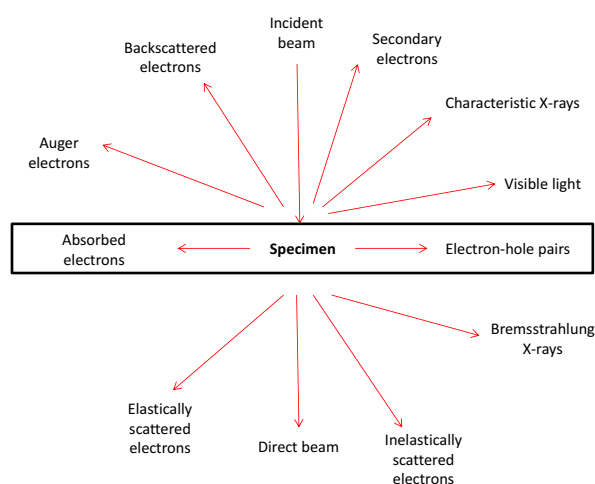 Incident
beam
Secondary
electrons
Backscattered
electrons
Characteristic X-rays
Auger
electrons
Visible light
Absorbed
electrons
Specimen
Electron-hole pairs
Bremsstrahlung
X-rays
Elastically
scattered
electrons
Direct beam
Inelastically
scattered
electrons